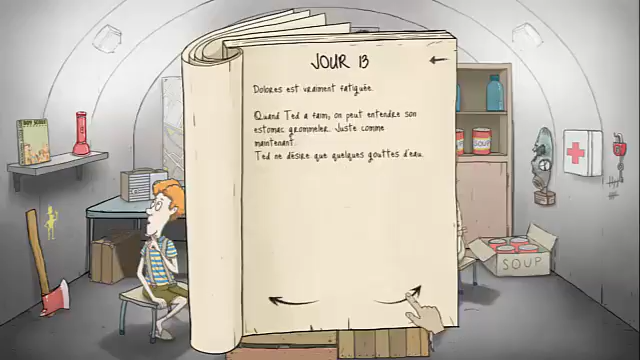 JOUR 13
Dolores est vraiment fatiguée.
Quand Ted a faim, on peut entendre son
estomac grommeler. Juste comme
maintenant.
Ted ne désire que quelques gouttes d'eau.
SOUP
SOUP